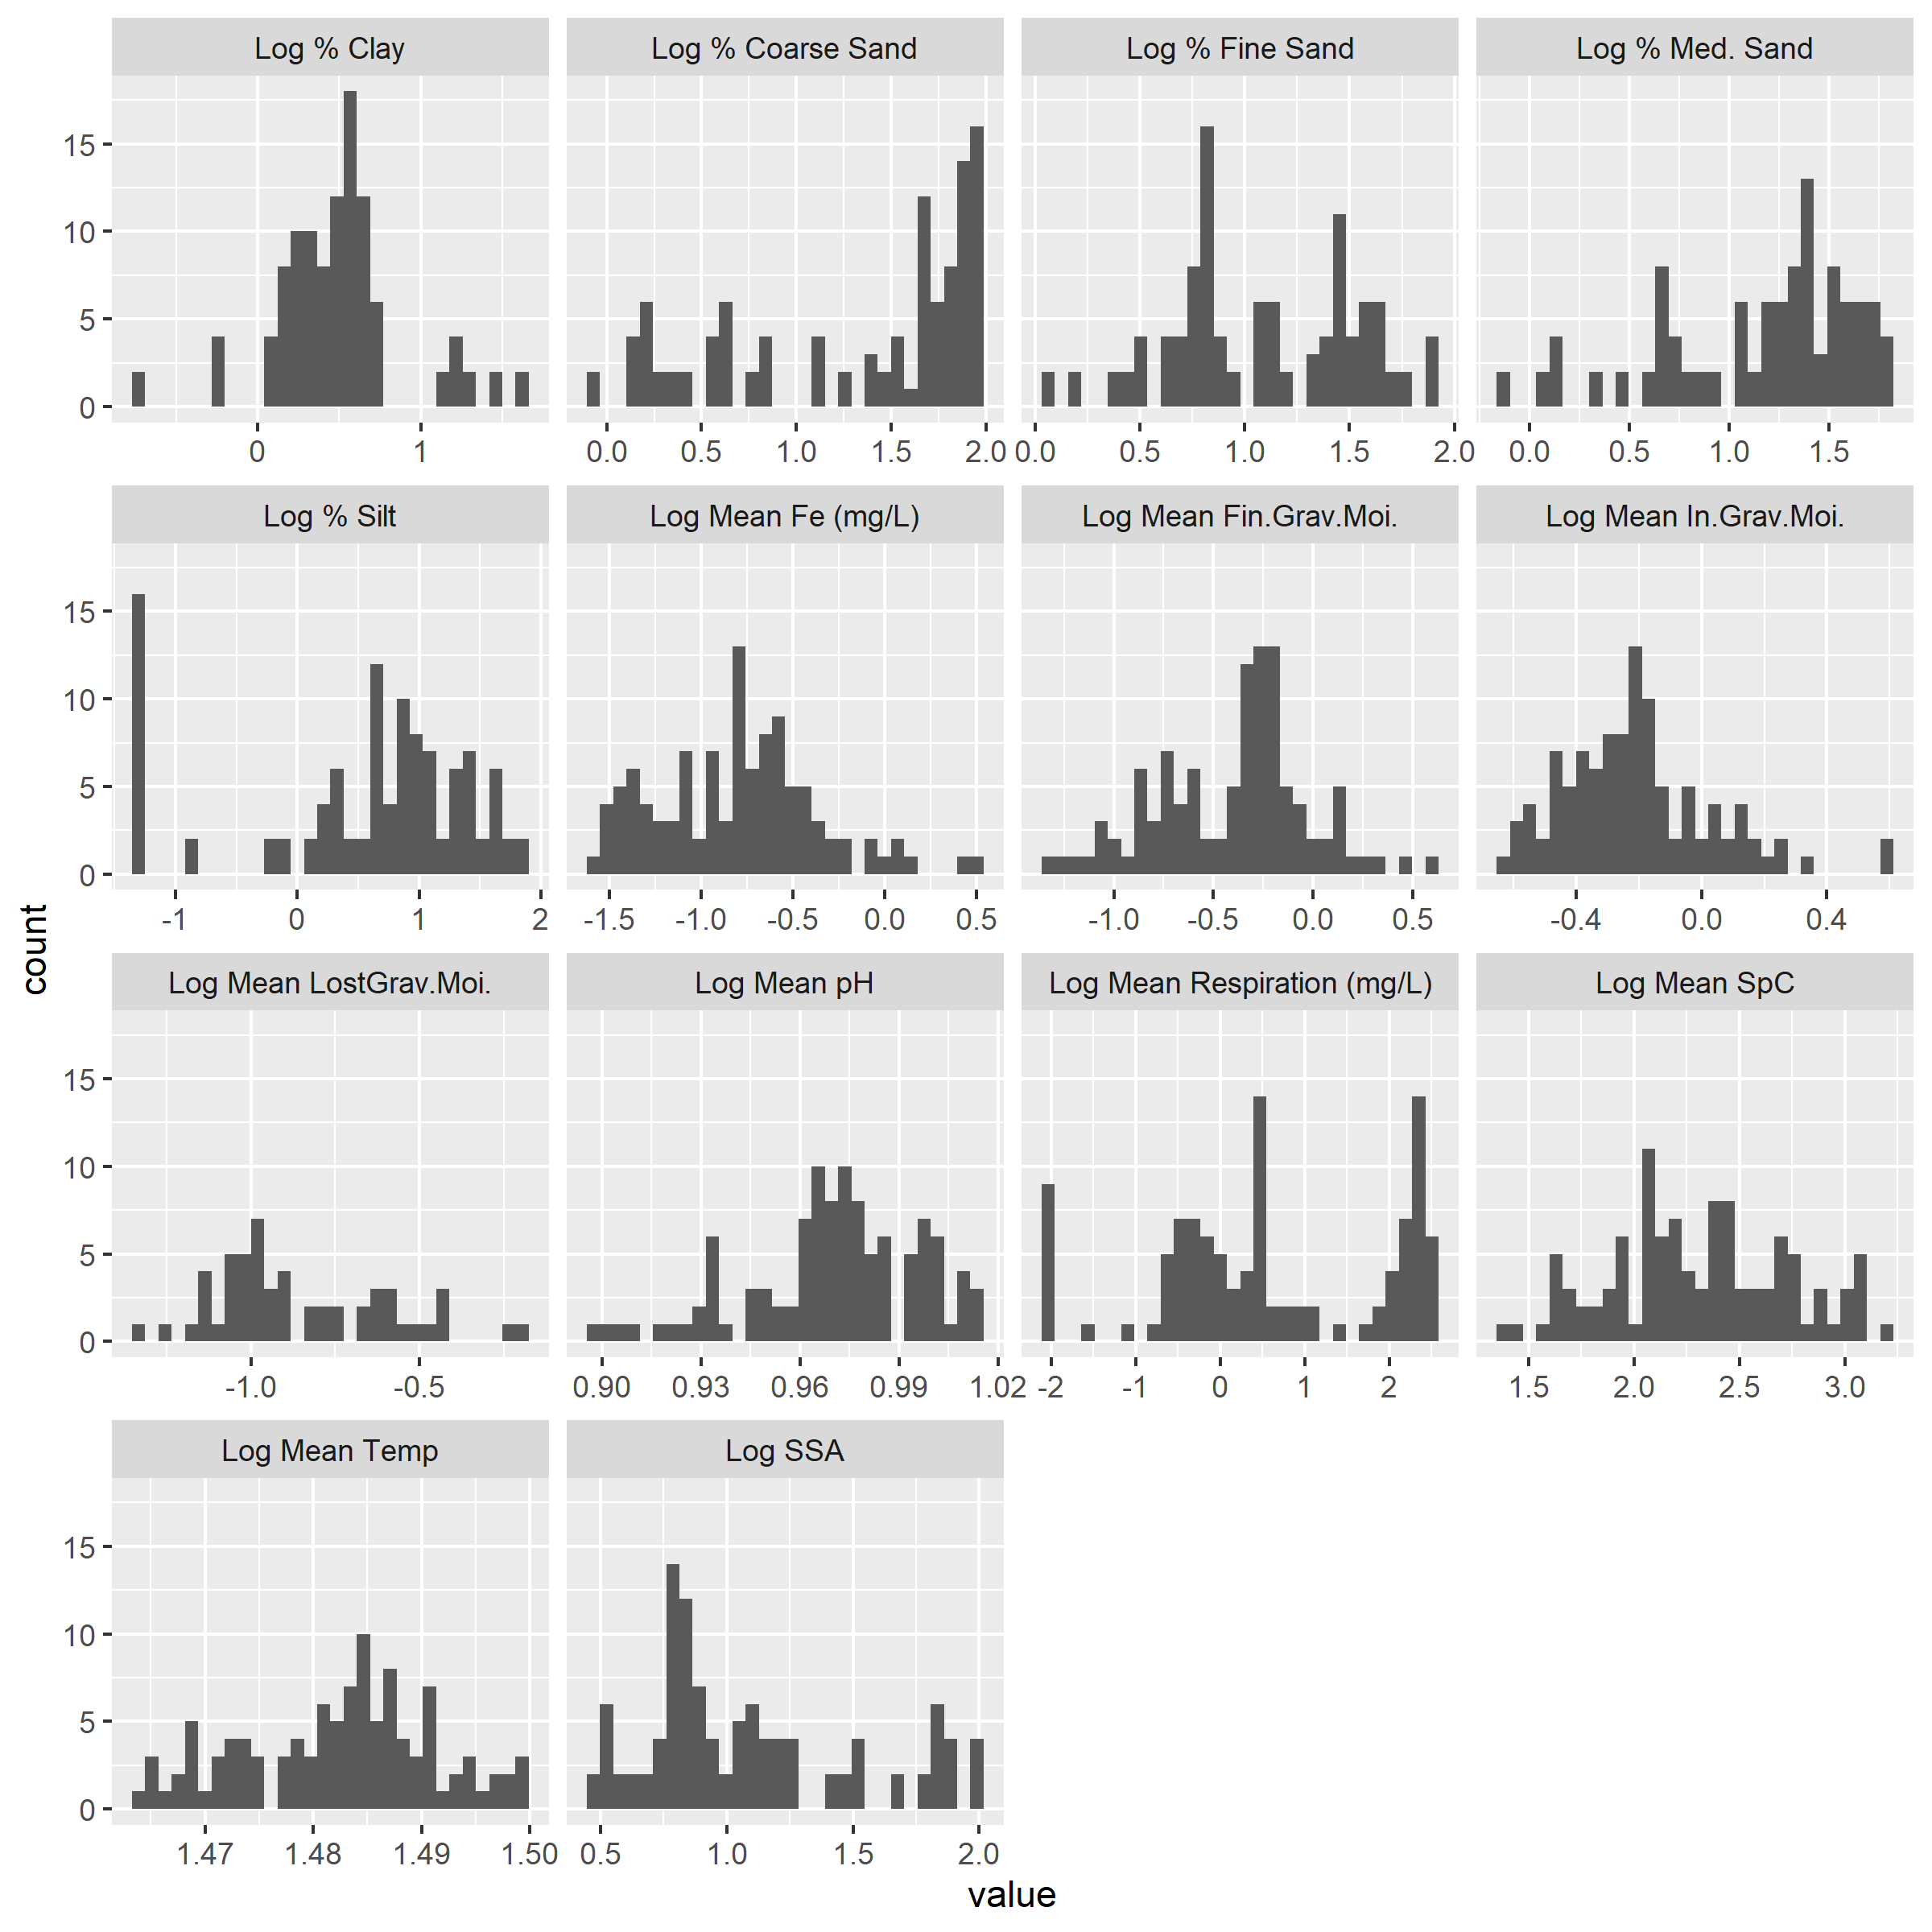 Log % Clay Log % Coarse Sand Log % Fine Sand Log % Med. Sand
15
10
5
0
0 1 0.0 0.5 1.0 1.5 2.0 0.0 0.5 1.0 1.5 2.0 0.0 0.5 1.0 1.5
Log % Silt Log Mean Fe (mg/L) Log Mean Fin.Grav.Moi. Log Mean In.Grav.Moi.
15
10
5
0
-1 0 1 2 -1.5 -1.0 -0.5 0.0 0.5 -1.0 -0.5 0.0 0.5 -0.4 0.0 0.4
count
Log Mean LostGrav.Moi. Log Mean pH Log Mean Respiration (mg/L) Log Mean SpC
15
10
5
0
-1.0 -0.5 0.90 0.93 0.96 0.99 1.02 -2 -1 0 1 2 1.5 2.0 2.5 3.0
Log Mean Temp Log SSA
15
10
5
0
1.47 1.48 1.49 1.50 0.5 1.0 1.5 2.0
value